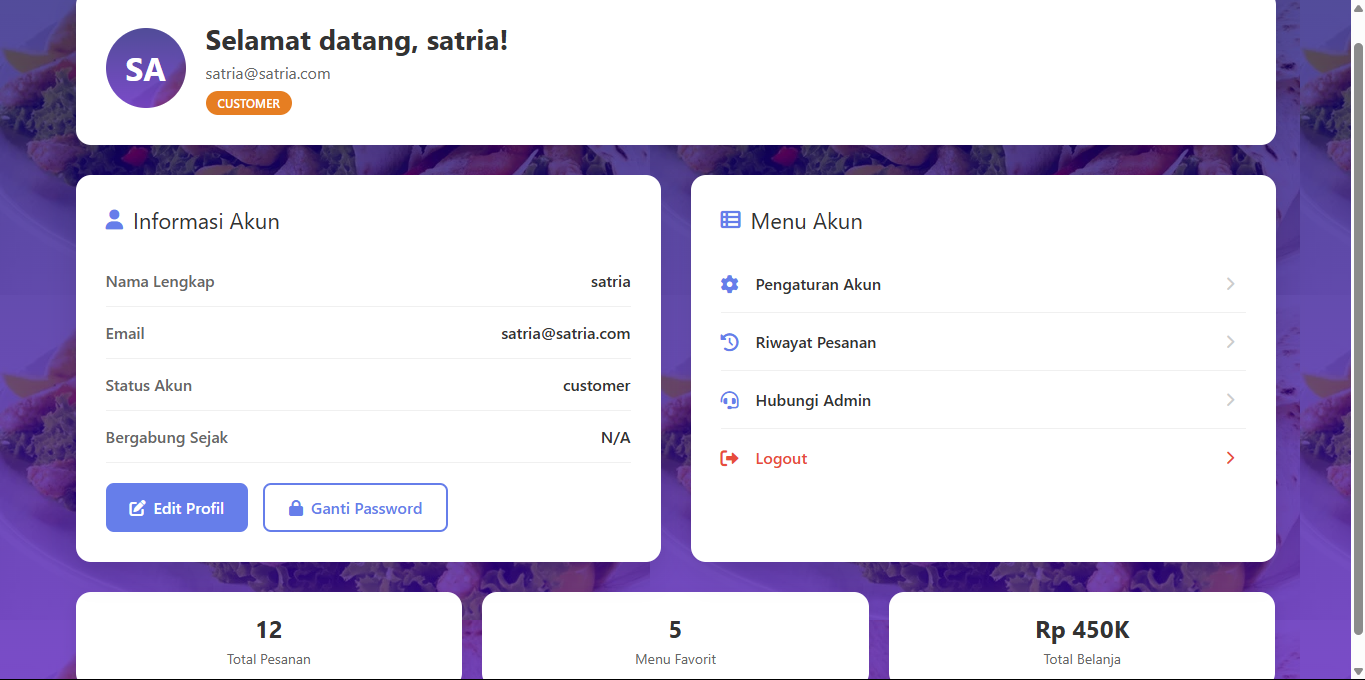 SA
Selamat datang, satria!
satria@satria.com
CUSTOMER
Informasi Akun
Nama Lengkap satria
Email satria@satria.com
Status Akun customer
Bergabung Sejak N/A
Edit Profil Ganti Password
Menu Akun
Pengaturan Akun
Riwayat Pesanan
Hubungi Admin
Logout
12
Total Pesanan
5
Menu Favorit
Rp 450K
Total Belanja